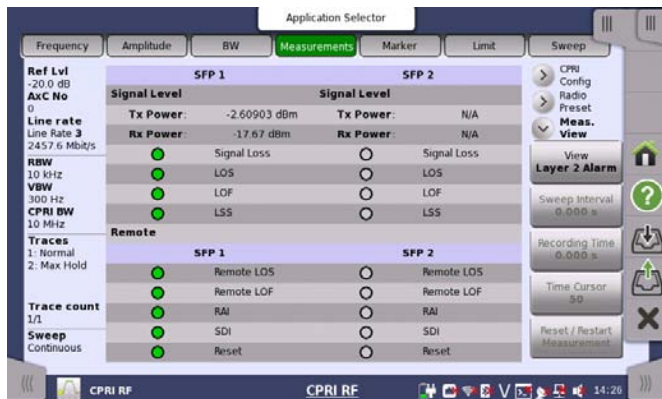 Application Selector
Frequency Amplitude BW Measurements Marker Limit Sweep
Ref Lvl
-20.0 dB
AxC No
0
Line rate
Line Rate 3
2457.6 Mbit/s
RBW
10 kHz
VBW
300 Hz
CPRI BW
10 MHz
Traces
1: Normal
2: Max Hold
Trace count
1/1
Sweep
Continuous
SFP 1 SFP 2
Signal Level Signal Level
Tx Power: -2.60903 dBm Tx Power: N/A
Rx Power: -17.67 dBm Rx Power: N/A
Signal Loss Signal Loss
LOS LOS
LOF LOF
LSS LSS
Remote
SFP 1 SFP 2
Remote LOS Remote LOS
Remote LOF Remote LOF
RAI RAI
SDI SDI
Reset Reset
CPRI
Config
Radio
Preset
Meas.
View
View
Layer 2 Alarm
Sweep Interval
0.000 s
Recording Time
0.000 s
Time Cursor
50
Reset / Restart
Measurement
CPRI RF CPRI RF V 14:26